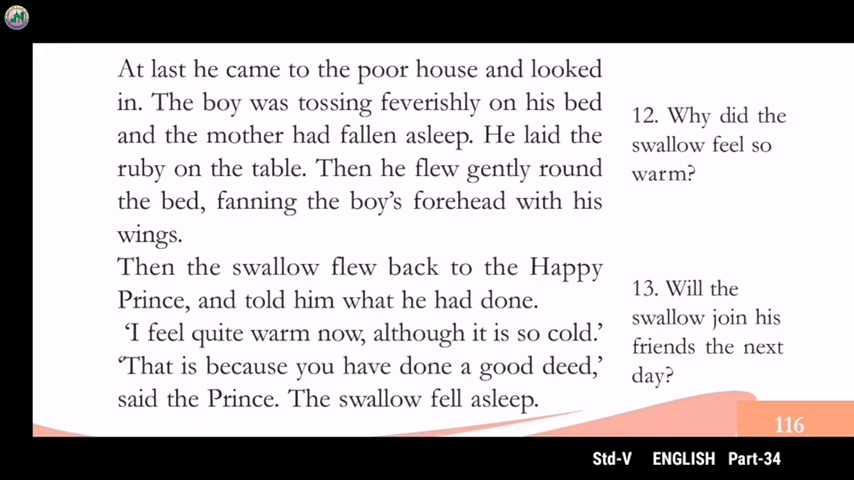 At last he came to the poor house and looked
in. The boy was tossing feverishly on his bed
and the mother had fallen asleep. He laid the
ruby on the table. Then he flew gently round
the bed, fanning the boy's forehead with his
wings.
Then the swallow flew back to the Happy
Prince, and told him what he had done.
‘I feel quite warm now, although it is so cold.’
‘That is because you have done a good deed,’
said the Prince. The swallow fell asleep.
12. Why did the
swallow feel so
warm?
13. Will the
swallow join his
friends the next
day?
116
Std-V ENGLISH Part-34